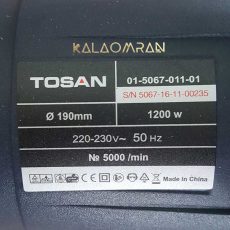 KALAOMRAN
TOSAN 01-5067-011-01
S/N 5067-16-11-00235
Ø 190mm 1200 w
220-230V~ 50 Hz
№ 5000 /min
Made In China